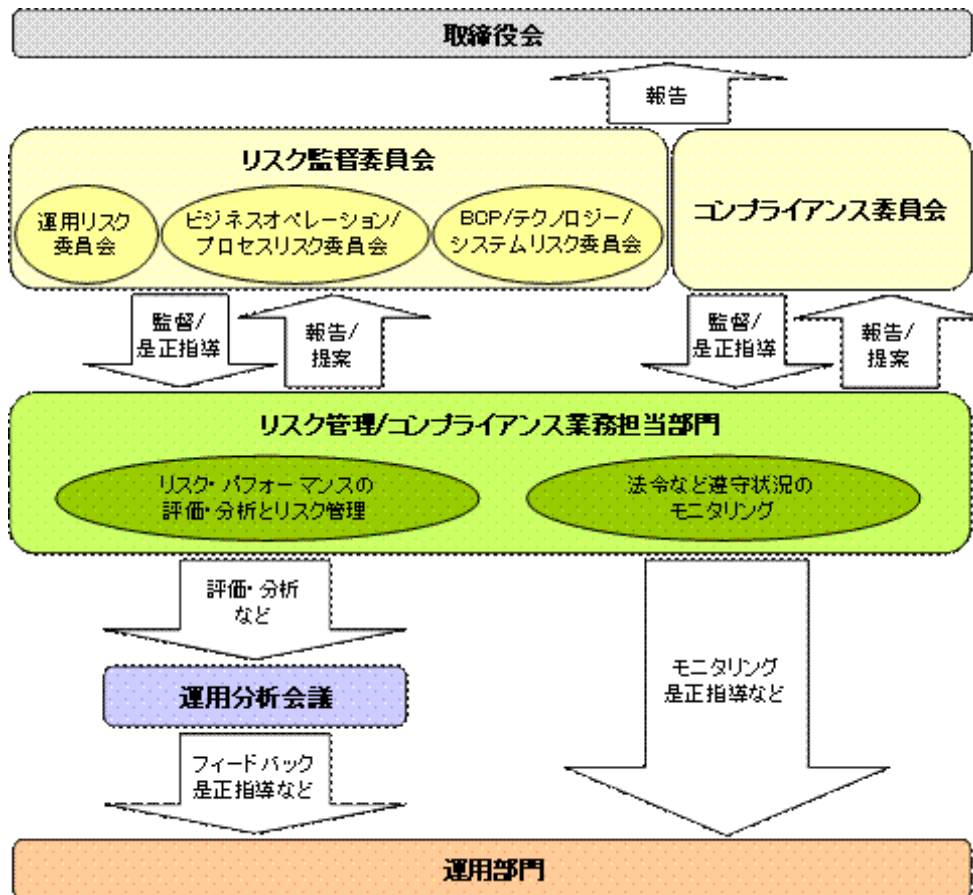 取締役会
報告
リスク監督委員会
運用リスク
委員会
ビジネスオペレーション/
プロセスリスク委員会
BCP/テクノロジー/
システムリスク委員会
コンプライアンス委員会
監督/
是正指導
報告/
提案
監督/
是正指導
報告/
提案
リスク管理/コンプライアンス業務担当部門
リスク・パフォーマンスの
評価・分析とリスク管理
法令など遵守状況の
モニタリング
評価・分析
など
運用分析会議
モニタリング
是正指導など
フィードバック
是正指導など
運用部門